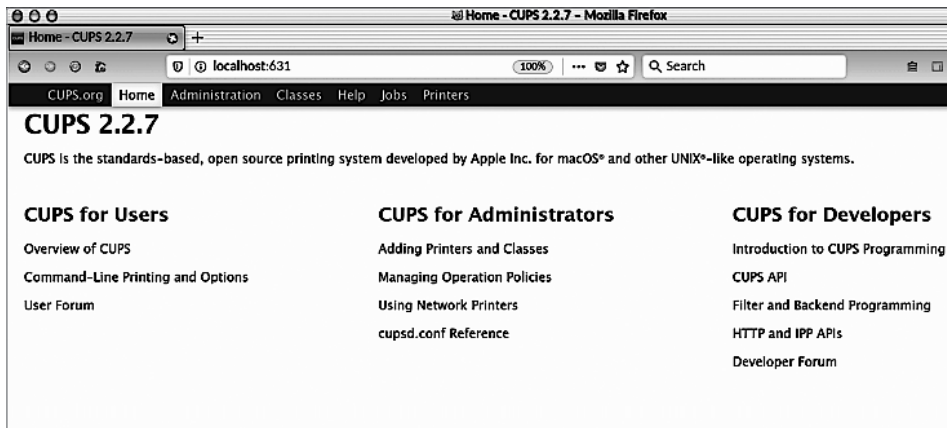 Home - CUPS 2.2.7 - Mozilla Firefox
Home - CUPS 2.2.7
localhost:631
100%
Search
CUPS.org Home Administration Classes Help Jobs Printers
CUPS 2.2.7
CUPS is the standards-based, open source printing system developed by Apple Inc. for macOS® and other UNIX®-like operating systems.
CUPS for Users
Overview of CUPS
Command-Line Printing and Options
User Forum
CUPS for Administrators
Adding Printers and Classes
Managing Operation Policies
Using Network Printers
cupsd.conf Reference
CUPS for Developers
Introduction to CUPS Programming
CUPS API
Filter and Backend Programming
HTTP and IPP APIs
Developer Forum